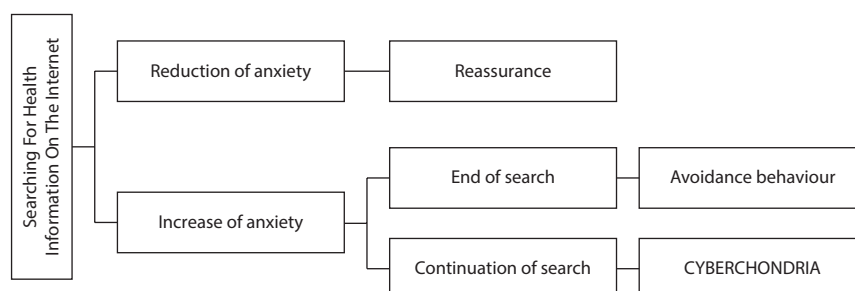 Searching For Health
Information On The Internet
Reduction of anxiety
Reassurance
Increase of anxiety
End of search
Avoidance behaviour
Continuation of search
CYBERCHONDRIA